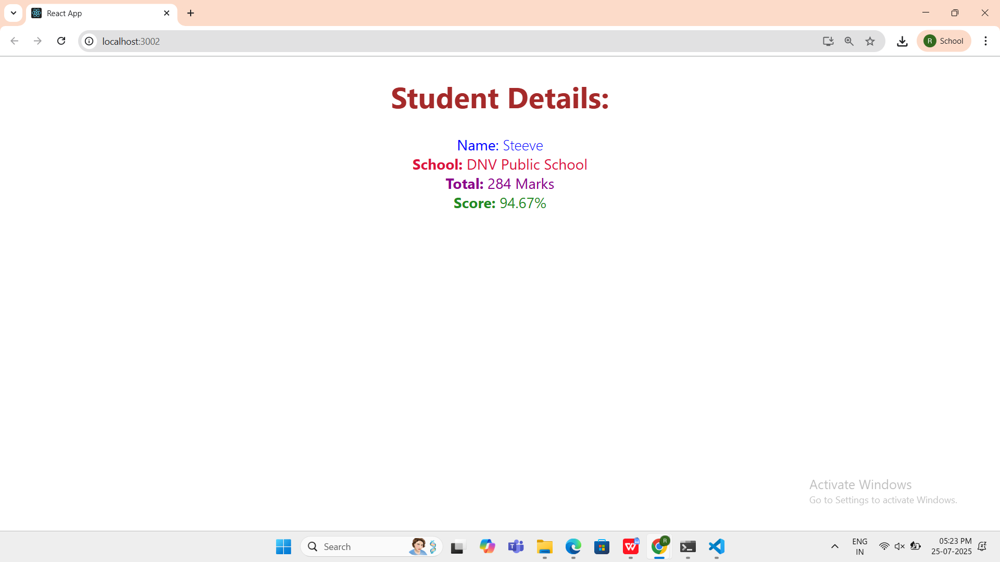 React App
localhost:3002
R School
Student Details:
Name: Steeve
School: DNV Public School
Total: 284 Marks
Score: 94.67%
Activate Windows
Go to Settings to activate Windows.
Search
R
ENG
IN
05:23 PM
25-07-2025